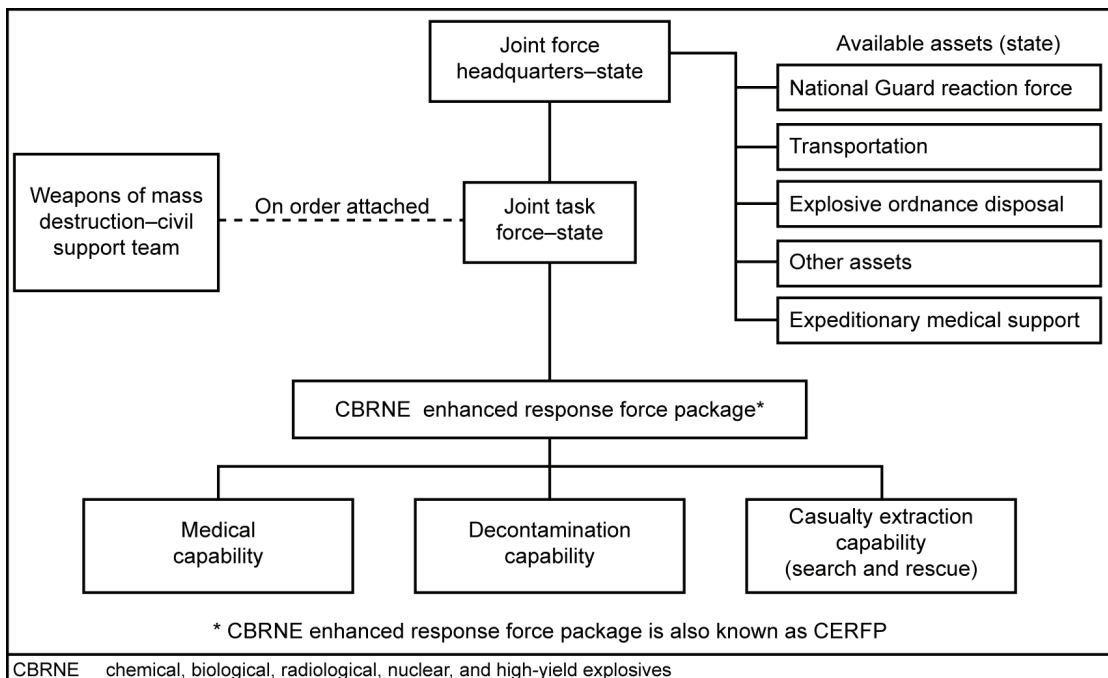 Joint force
headquarters–state
Available assets (state)
National Guard reaction force
Transportation
Explosive ordnance disposal
Other assets
Expeditionary medical support
Weapons of mass
destruction–civil
support team
On order attached
Joint task
force–state
CBRNE enhanced response force package*
Medical
capability
Decontamination
capability
Casualty extraction
capability
(search and rescue)
* CBRNE enhanced response force package is also known as CERFP
CBRNE chemical, biological, radiological, nuclear, and high-yield explosives